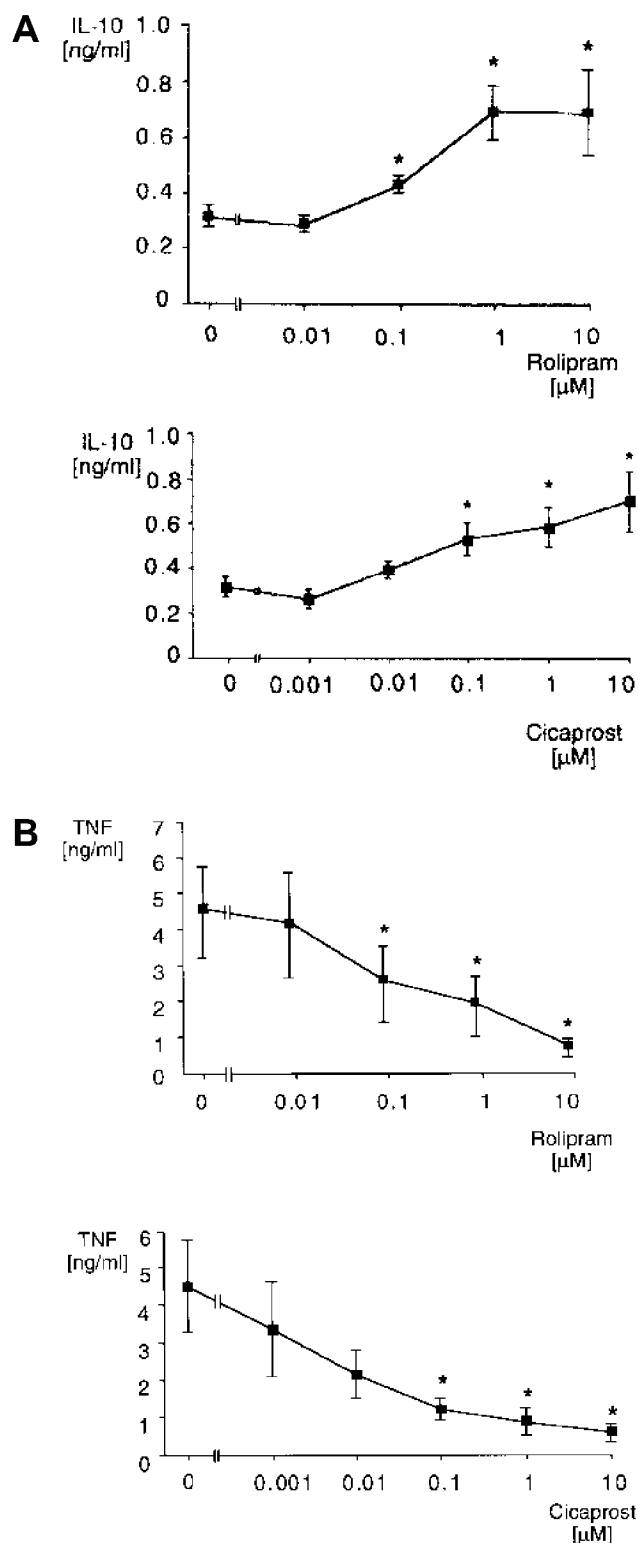 A
IL-10
[ng/ml]
1.0
0.8
0.6
0.4
0.2
0
0 0.01 0.1 1 10
Rolipram
[μM]
* * *
IL-10
[ng/ml]
1.0
0.8
0.6
0.4
0.2
0
0 0.001 0.01 0.1 1 10
Cicaprost
[μM]
* * *
B
TNF
[ng/ml]
7
6
5
4
3
2
1
0
0 0.01 0.1 1 10
Rolipram
[μM]
* * *
TNF
[ng/ml]
6
5
4
3
2
1
0
0 0.001 0.01 0.1 1 10
Cicaprost
[μM]
* * *